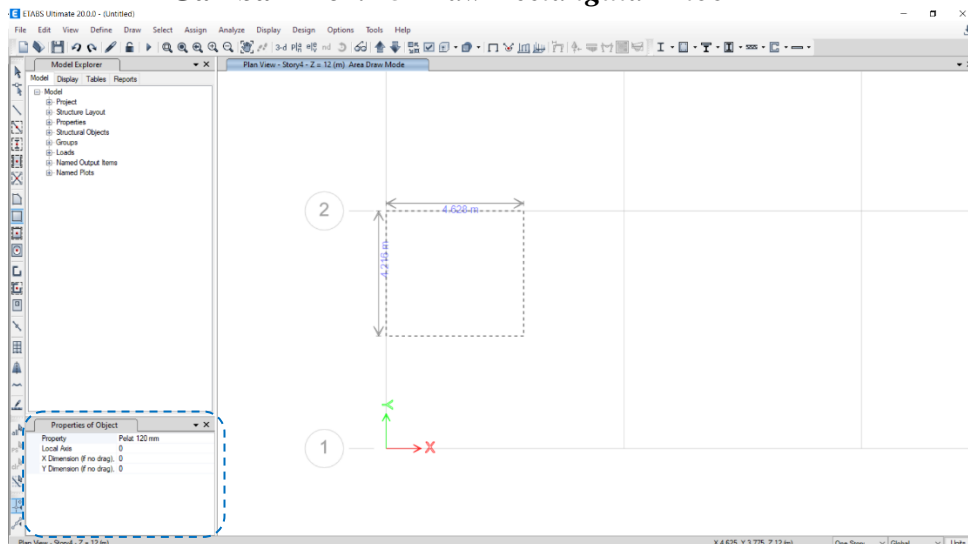 ETABS Ultimate 20.0.0 - (Untitled)
File Edit View Define Draw Select Assign Analyze Display Design Options Tools Help
3-d
Model Explorer
Plan View - Story4 - Z = 12 (m) Area Draw Mode
Model Display Tables Reports
Model
Project
Structure Layout
Properties
Structural Objects
Groups
Loads
Named Output Items
Named Plots
2
4.628 m
4.216 m
Y
1
X
Properties of Object
Property Pelat 120 mm
Local Axis 0
X Dimension (if no drag), 0
Y Dimension (if no drag), 0
Plan View - Story4 - Z = 12 (m)
X 4.625 Y 3.775 Z 12 (m)
One Story
Global
Units